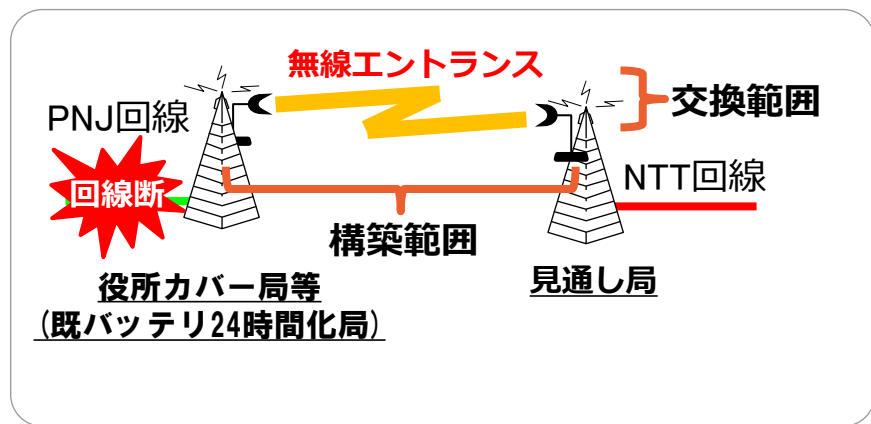 無線エントランス
交換範囲
PNJ回線
回線断
NTT回線
構築範囲
役所カバー局等
(既バッテリ24時間化局)
見通し局